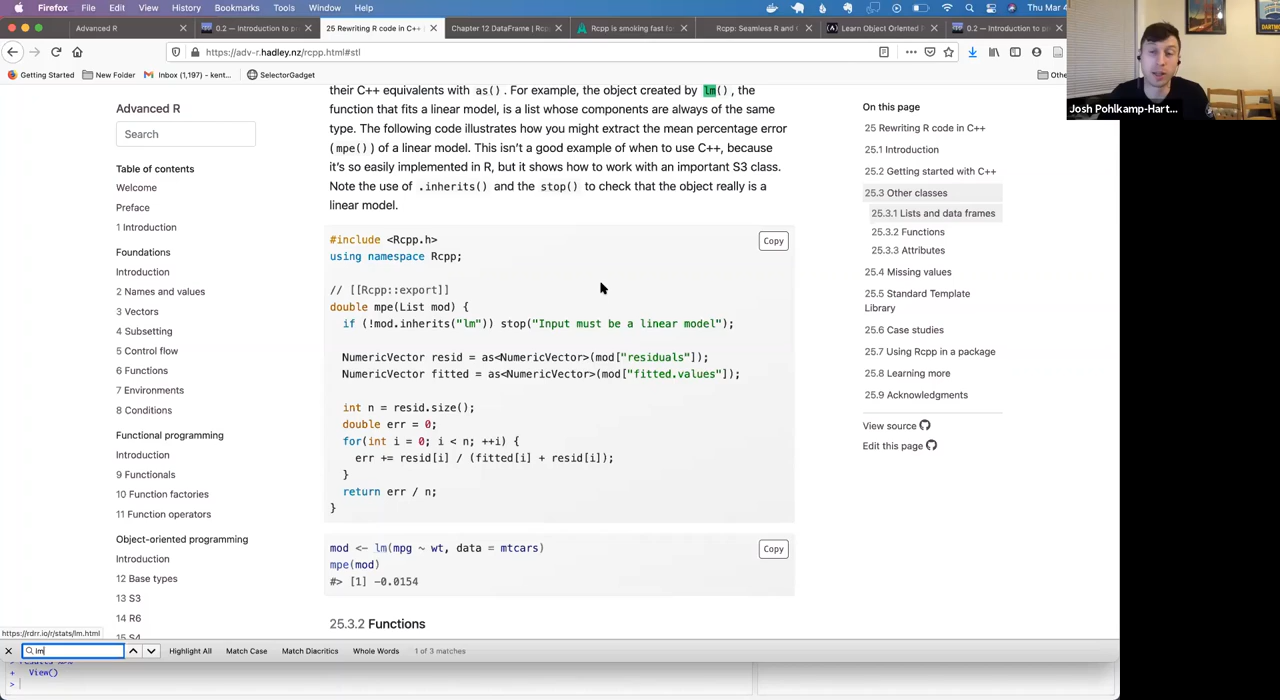 Firefox File Edit View History Bookmarks Tools Window Help
Thu Mar 4
Advanced R
0.2 — Introduction to p
25 Rewriting R code in C++
Chapter 12 DataFrame | Rcpp
Rcpp is smoking fast fo
Rcpp: Seamless R and
Learn Object Oriented
0.2 — Introduction to p
https://adv-r.hadley.nz/rcpp.html#stl
Getting Started New Folder Inbox (1,197) - kent... SelectorGadget
Josh Pohlkamp-Hart...
Advanced R
Search
Table of contents
Welcome
Preface
1 Introduction
Foundations
Introduction
2 Names and values
3 Vectors
4 Subsetting
5 Control flow
6 Functions
7 Environments
8 Conditions
Functional programming
Introduction
9 Functionals
10 Function factories
11 Function operators
Object-oriented programming
Introduction
12 Base types
13 S3
14 R6
15 S4
their C++ equivalents with as(). For example, the object created by lm(), the
function that fits a linear model, is a list whose components are always of the same
type. The following code illustrates how you might extract the mean percentage error
(mpe()) of a linear model. This isn't a good example of when to use C++, because
it's so easily implemented in R, but it shows how to work with an important S3 class.
Note the use of .inherits() and the stop() to check that the object really is a
linear model.
Copy
#include <Rcpp.h>
using namespace Rcpp;
// [[Rcpp::export]]
double mpe(List mod) {
if (!mod.inherits("lm")) stop("Input must be a linear model");
NumericVector resid = as<NumericVector>(mod["residuals"]);
NumericVector fitted = as<NumericVector>(mod["fitted.values"]);
int n = resid.size();
double err = 0;
for(int i = 0; i < n; ++i) {
err += resid[i] / (fitted[i] + resid[i]);
}
return err / n;
}
Copy
mod <- lm(mpg ~ wt, data = mtcars)
mpe(mod)
#> [1] -0.0154
25.3.2 Functions
On this page
25 Rewriting R code in C++
25.1 Introduction
25.2 Getting started with C++
25.3 Other classes
25.3.1 Lists and data frames
25.3.2 Functions
25.3.3 Attributes
25.4 Missing values
25.5 Standard Template
Library
25.6 Case studies
25.7 Using Rcpp in a package
25.8 Learning more
25.9 Acknowledgments
View source
Edit this page
https://rdrr.io/r/stats/lm.html
lm
Highlight All Match Case Match Diacritics Whole Words 1 of 3 matches
+ View()
>